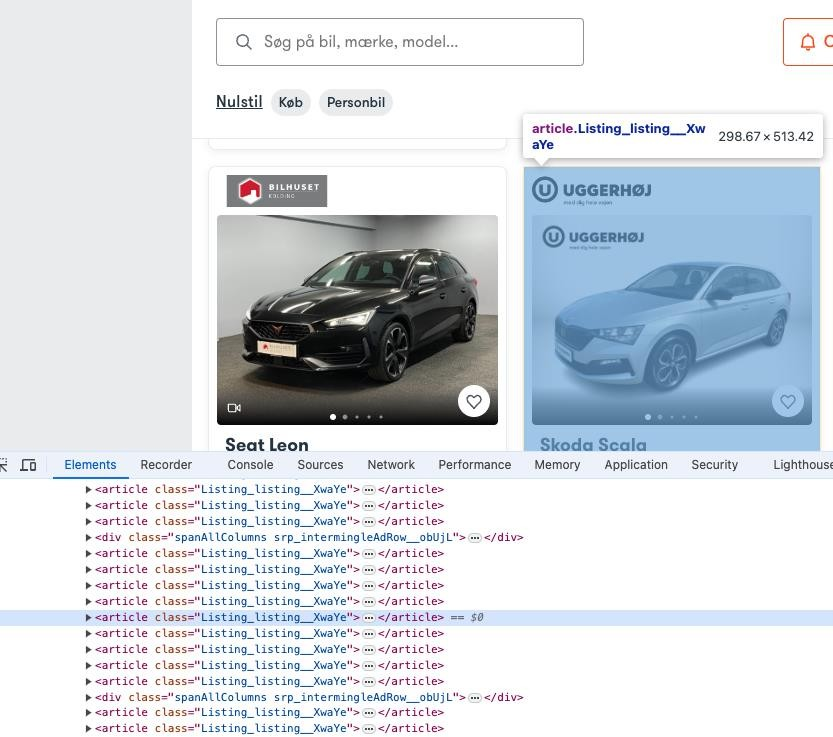 Søg på bil, mærke, model...
Nulstil Køb Personbil
article.Listing_listing__Xw
aYe
298.67 × 513.42
BILHUSET
KOLDING
UGGERHØJ
med dig hele vejen
UGGERHØJ
med dig hele vejen
BILHUSET
Seat Leon
Skoda Scala
Elements Recorder Console Sources Network Performance Memory Application Security Lighthouse
<article class="Listing_listing__XwaYe">…</article>
<article class="Listing_listing__XwaYe">…</article>
<article class="Listing_listing__XwaYe">…</article>
<div class="spanAllColumns srp_intermingleAdRow__obUjL">…</div>
<article class="Listing_listing__XwaYe">…</article>
<article class="Listing_listing__XwaYe">…</article>
<article class="Listing_listing__XwaYe">…</article>
<article class="Listing_listing__XwaYe">…</article>
<article class="Listing_listing__XwaYe">…</article> == $0
<article class="Listing_listing__XwaYe">…</article>
<article class="Listing_listing__XwaYe">…</article>
<article class="Listing_listing__XwaYe">…</article>
<article class="Listing_listing__XwaYe">…</article>
<div class="spanAllColumns srp_intermingleAdRow__obUjL">…</div>
<article class="Listing_listing__XwaYe">…</article>
<article class="Listing_listing__XwaYe">…</article>